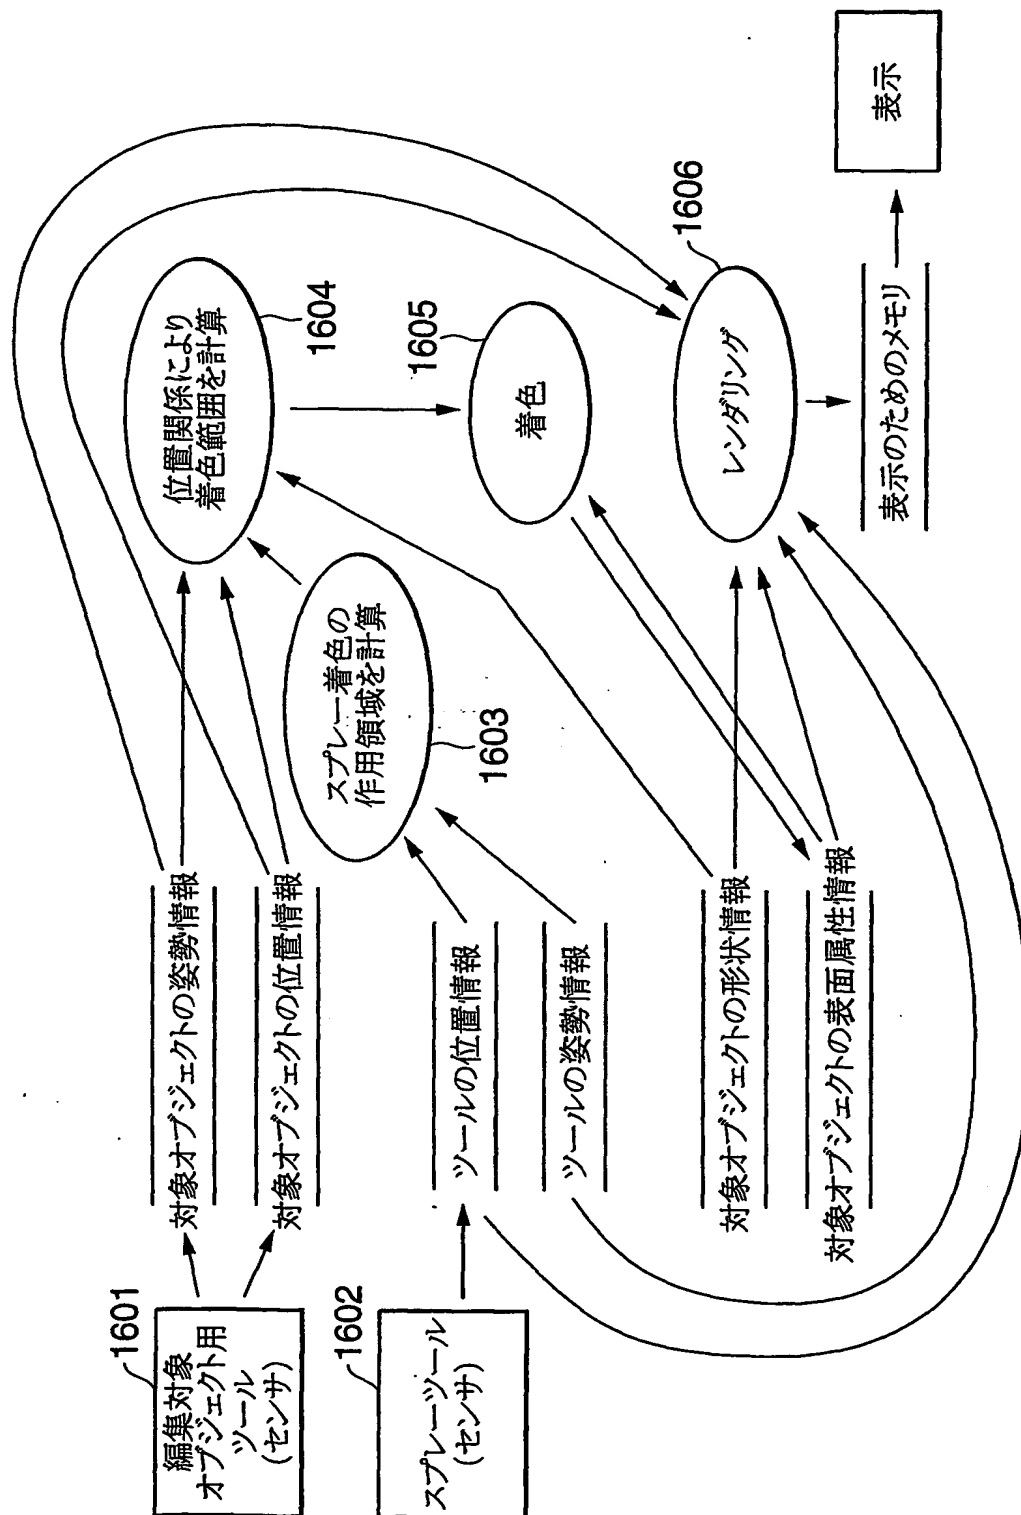 1601
編集対象
オブジェクト用
ツール
(センサ)
1602
スプレーツール
(センサ)
対象オブジェクトの姿勢情報
対象オブジェクトの位置情報
ツールの位置情報
ツールの姿勢情報
対象オブジェクトの形状情報
対象オブジェクトの表面属性情報
スプレー着色の
作用領域を計算
1603
位置関係により
着色範囲を計算
1604
着色
1605
レンダリング
1606
表示のためのメモリ
表示